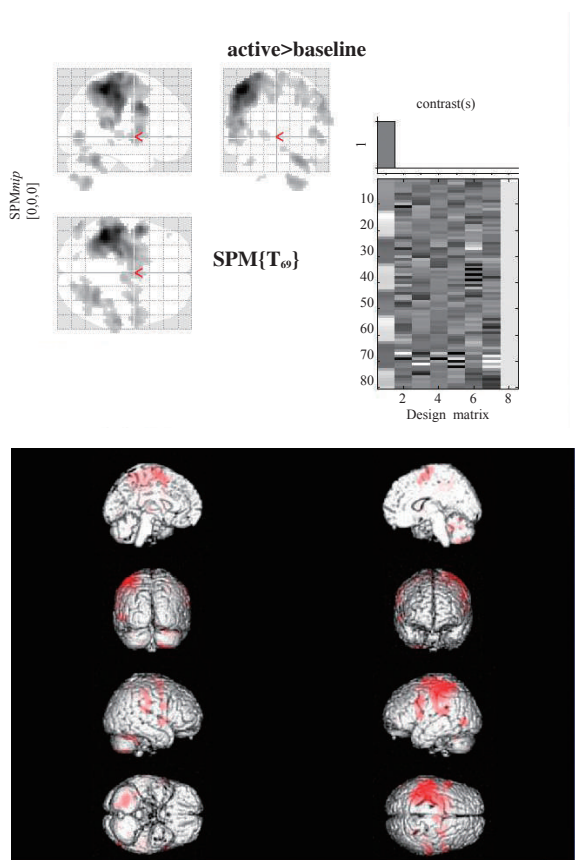 active>baseline
SPMmip
[0,0,0]
SPM{T₆₉}
contrast(s)
1
10
20
30
40
50
60
70
80
2 4 6 8
Design matrix